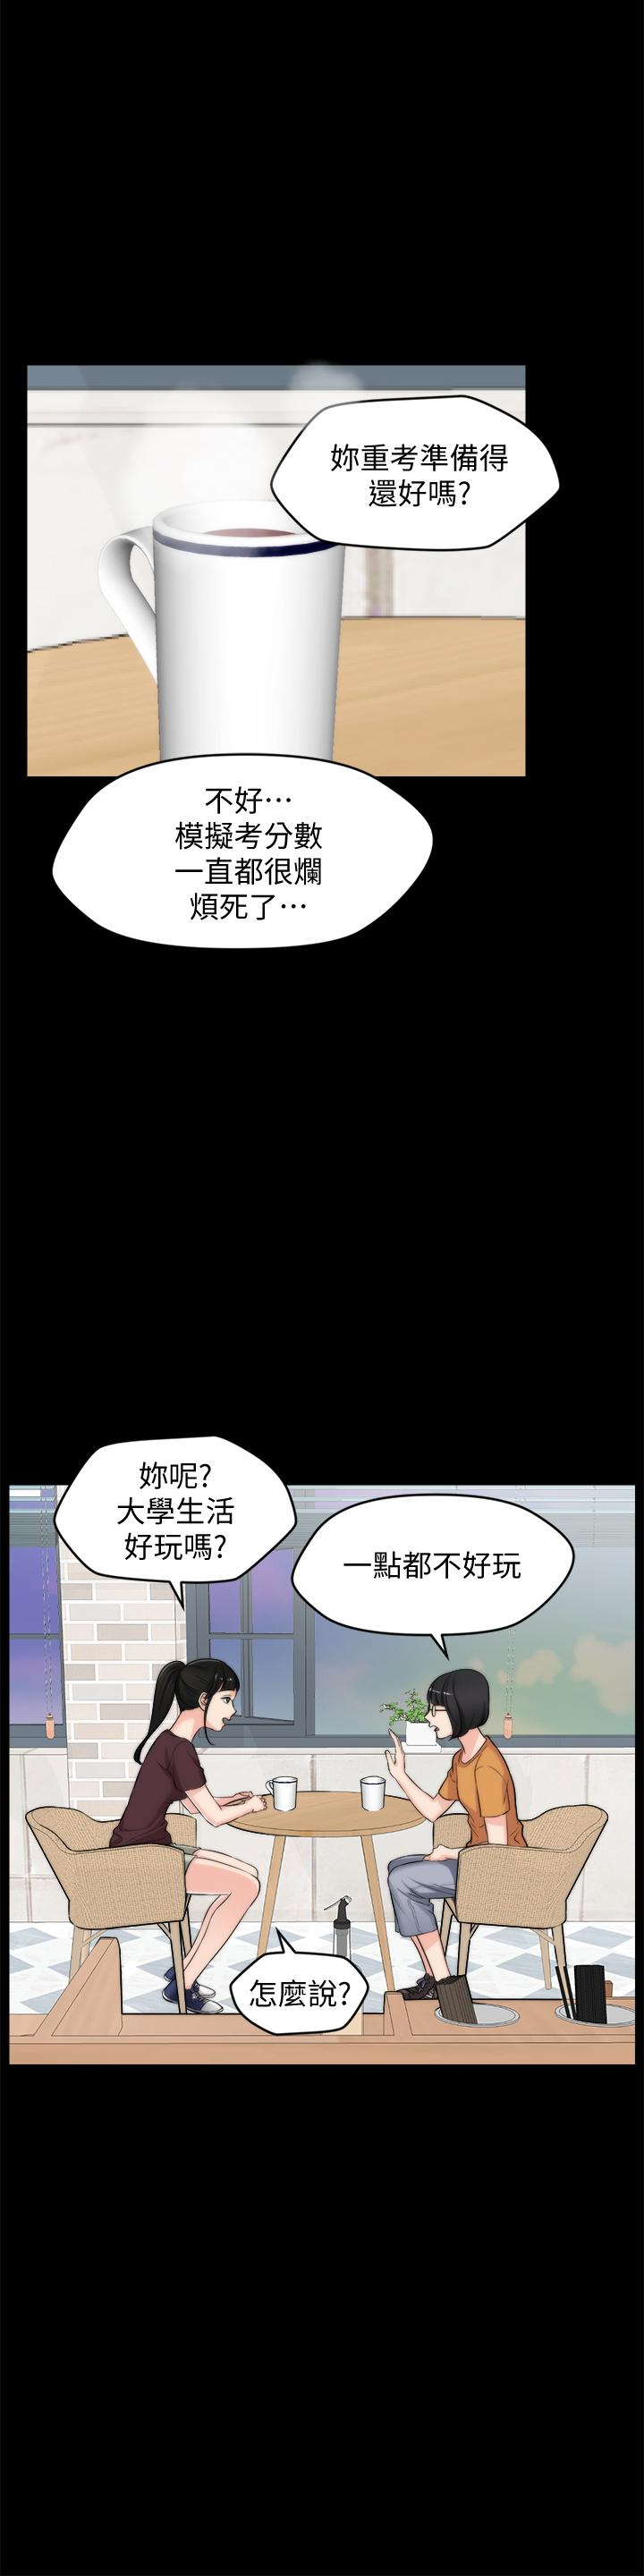 妳重考準備得
還好嗎?
不好⋯
模擬考分數
一直都很爛
煩死了⋯
妳呢?
大學生活
好玩嗎?
一點都不好玩
怎麼說?